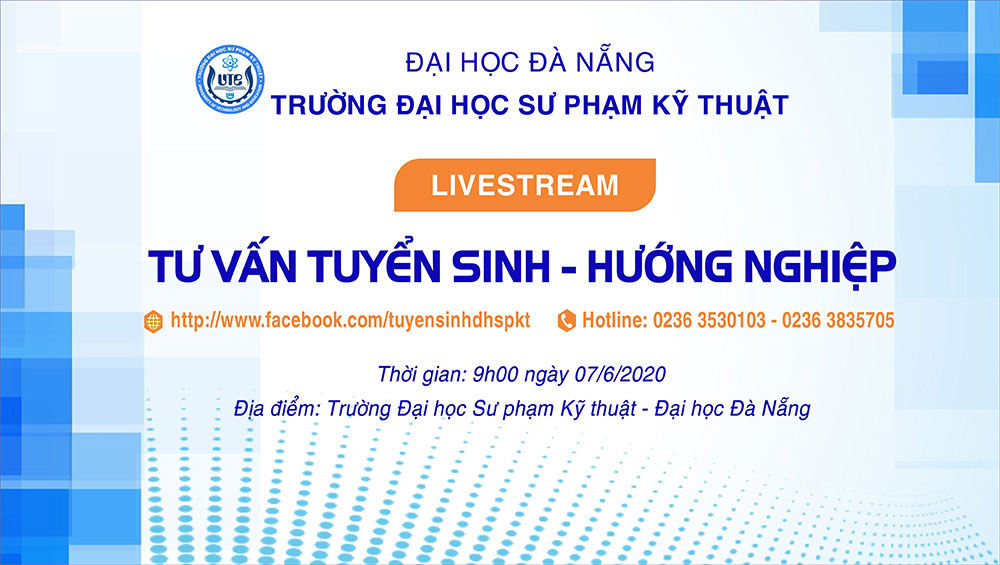 ĐẠI HỌC ĐÀ NẴNG
TRƯỜNG ĐẠI HỌC SƯ PHẠM KỸ THUẬT
UTE
LIVESTREAM
TƯ VẤN TUYỂN SINH - HƯỚNG NGHIỆP
http://www.facebook.com/tuyensinhdhspkt Hotline: 0236 3530103 - 0236 3835705
Thời gian: 9h00 ngày 07/6/2020
Địa điểm: Trường Đại học Sư phạm Kỹ thuật - Đại học Đà Nẵng